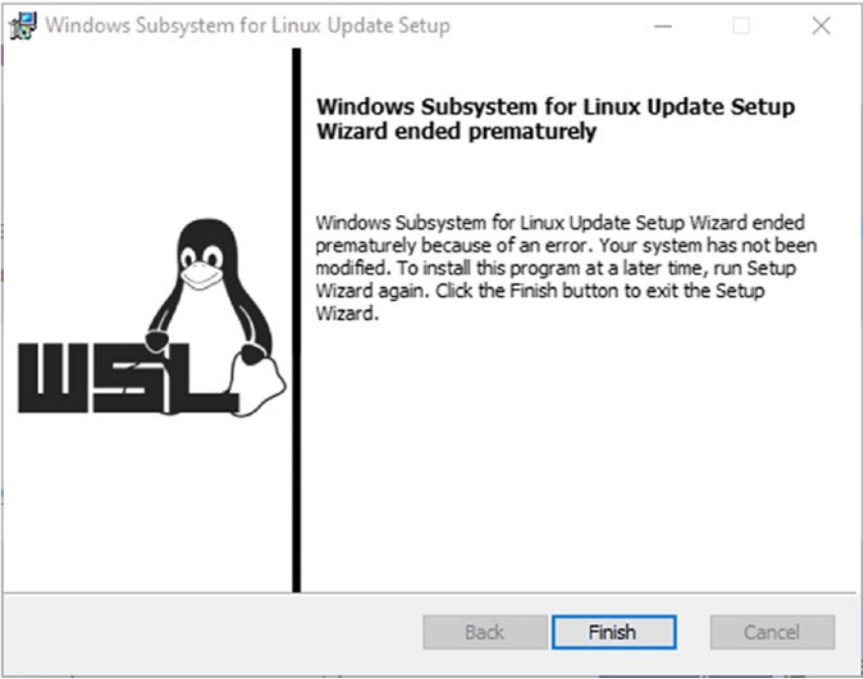 Windows Subsystem for Linux Update Setup
Windows Subsystem for Linux Update Setup
Wizard ended prematurely
Windows Subsystem for Linux Update Setup Wizard ended
prematurely because of an error. Your system has not been
modified. To install this program at a later time, run Setup
Wizard again. Click the Finish button to exit the Setup
Wizard.
WSL
Back Finish Cancel